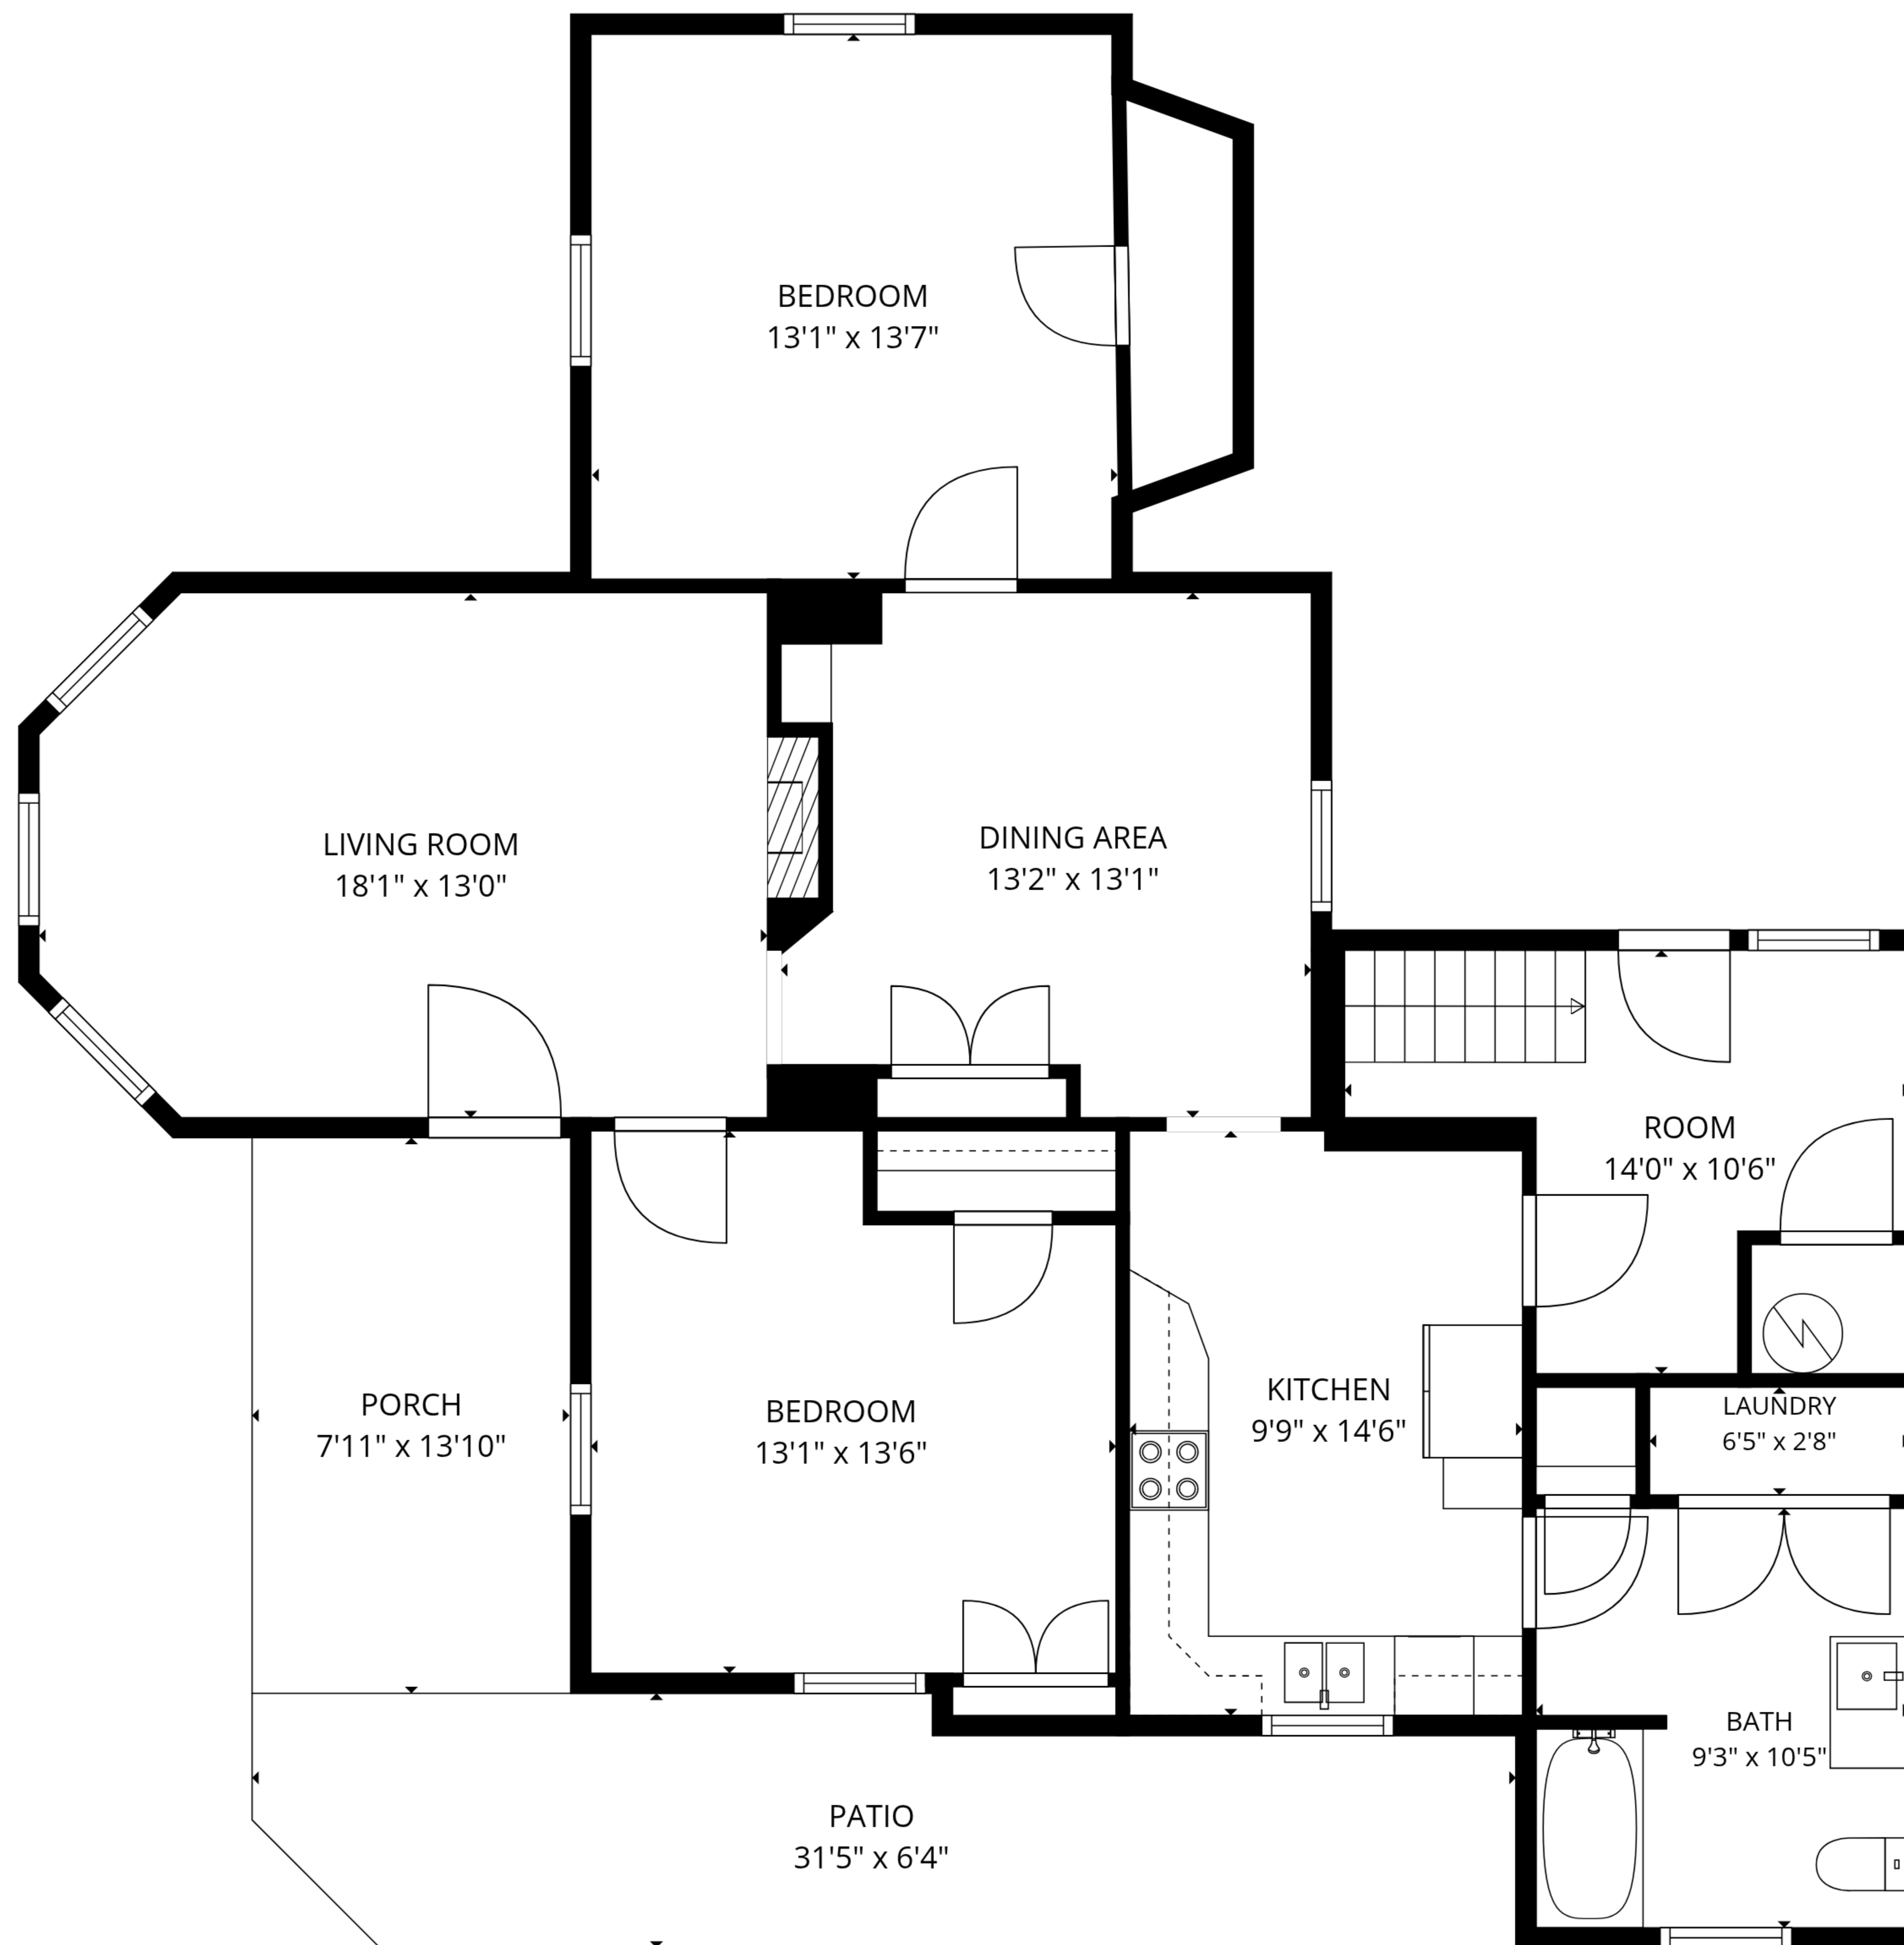 BEDROOM
13'1" x 13'7"
LIVING ROOM
18'1" x 13'0"
DINING AREA
13'2" x 13'1"
ROOM
14'0" x 10'6"
PORCH
7'11" x 13'10"
BEDROOM
13'1" x 13'6"
KITCHEN
9'9" x 14'6"
LAUNDRY
6'5" x 2'8"
BATH
9'3" x 10'5"
PATIO
31'5" x 6'4"